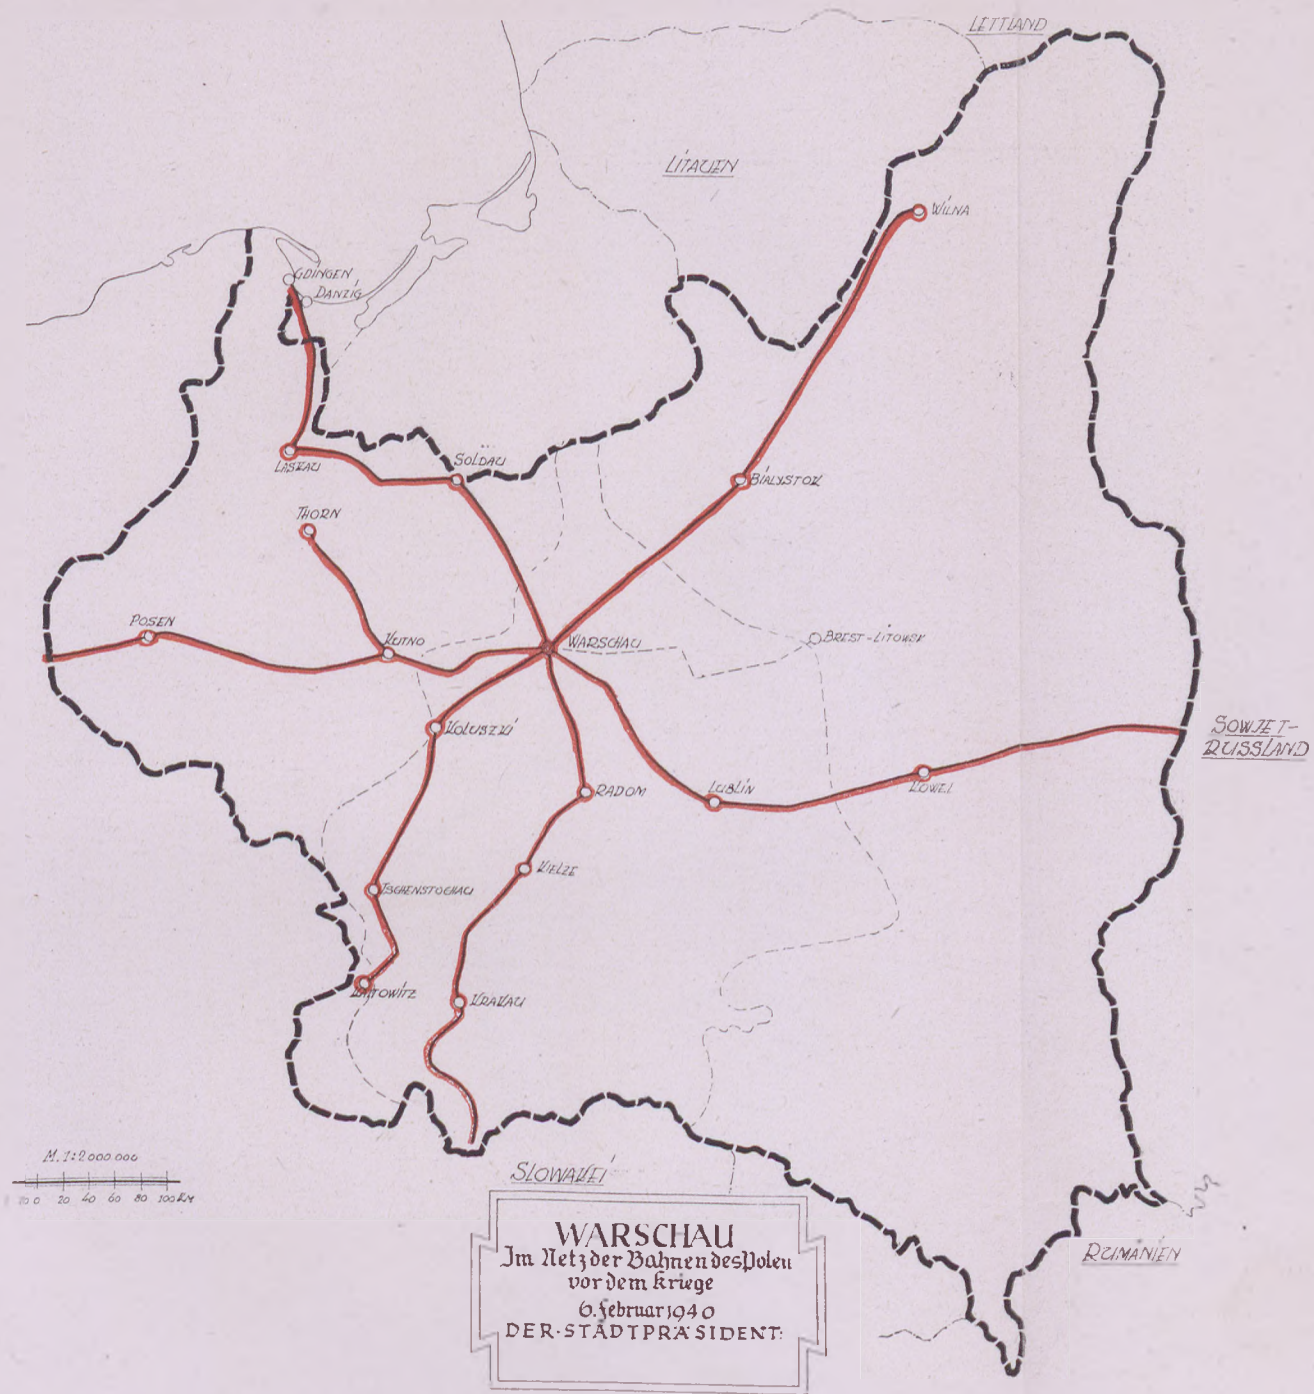 LETTLAND
LITAUEN
WILNA
GDINGEN
DANZIG
LASKAU
SOLDAU
BIALYSTOK
THORN
POSEN
KUTNO
WARSCHAU
BREST-LITOWSK
KOLUSZKI
SOWJET-
RUSSLAND
RADOM
LUBLIN
KOWEL
KIELZE
TSCHENSTOCHAU
KATTOWITZ
KRAKAU
M. 1:2000.000
20 0 20 40 60 80 100 KM
SLOWAKEI
RUMÄNIEN
WARSCHAU
Im Netz der Bahnen des Polen
vor dem Kriege
6. Februar 1940
DER·STADTPRÄSIDENT: